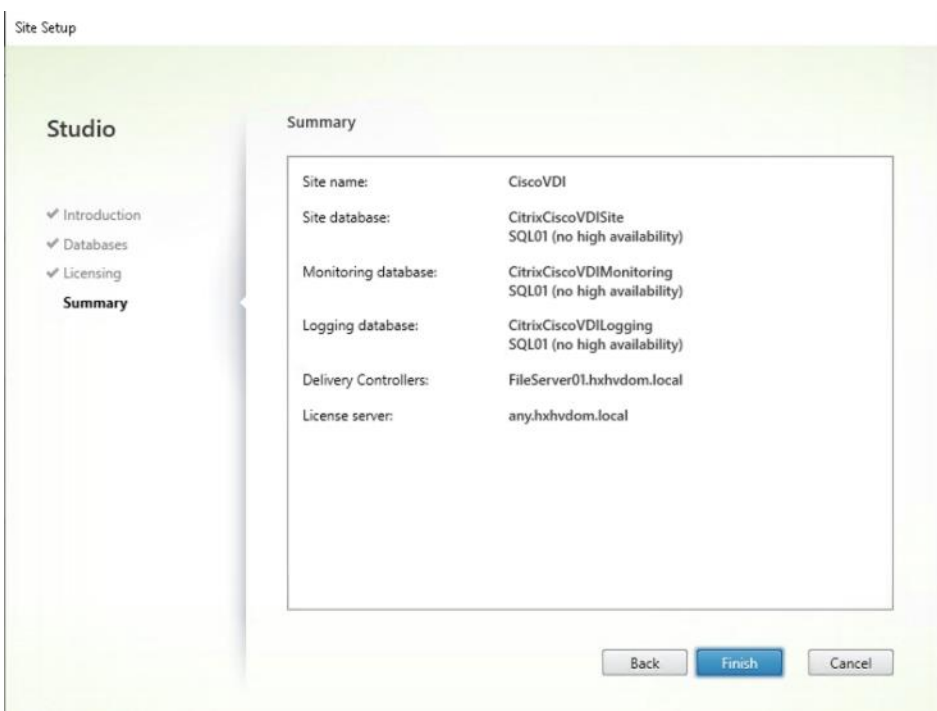 Site Setup
Studio
Introduction
Databases
Licensing
Summary
Summary
Site name: CiscoVDI
Site database: CitrixCiscoVDISite
SQL01 (no high availability)
Monitoring database: CitrixCiscoVDIMonitoring
SQL01 (no high availability)
Logging database: CitrixCiscoVDILogging
SQL01 (no high availability)
Delivery Controllers: FileServer01.hxhvdom.local
License server: any.hxhvdom.local
Back Finish Cancel